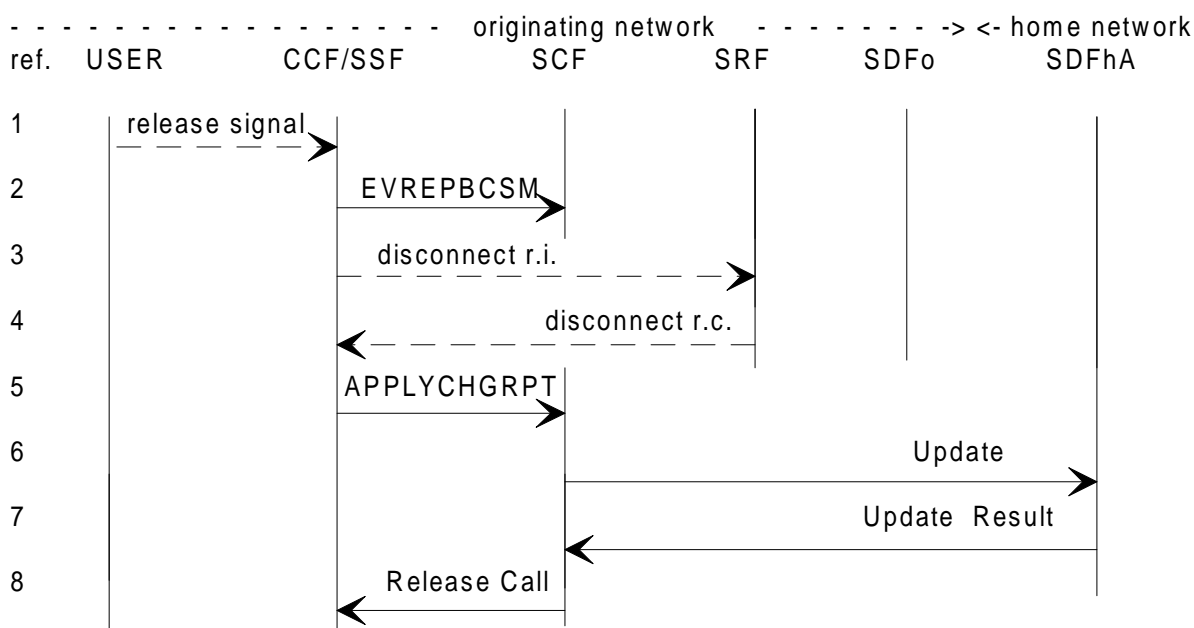 - - - - - - - - - - - - - - - - - - originating network - - - - - - - -> <- home network
ref. USER CCF/SSF SCF SRF SDFo SDFhA
1 release signal
2 EVREPBCSM
3 disconnect r.i.
4 disconnect r.c.
5 APPLYCHGRPT
6 Update
7 Update Result
8 Release Call